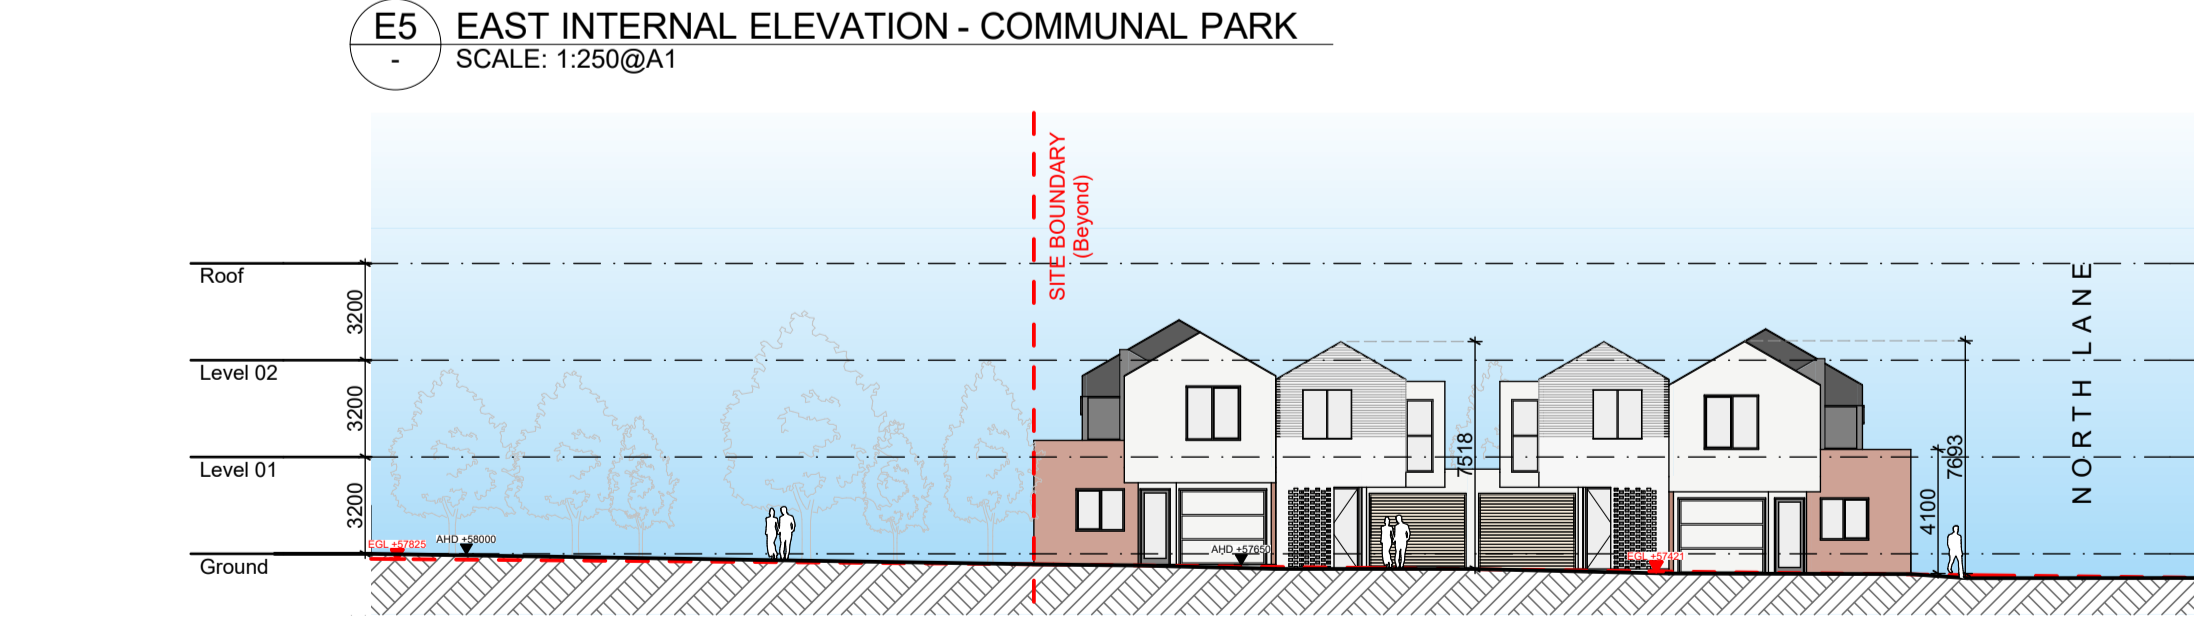 E5
EAST INTERNAL ELEVATION - COMMUNAL PARK
-
SCALE: 1:250@A1
SITE BOUNDARY
(Beyond)
Roof
3200
Level 02
3200
Level 01
3200
Ground
EGL +57825
AHD +58000
AHD +57650
7518
EGL +57421
4100
7693
NORTH LANE